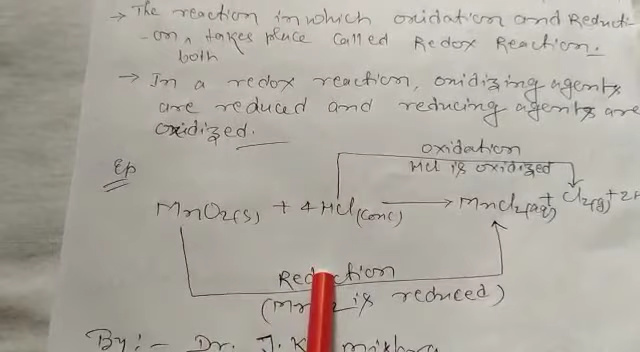 → The reaction in which oxidation and Reducti-
on, takes place called Redox Reaction.
both
→ In a redox reaction, oxidizing agents
are reduced and reducing agents are
oxidized.
oxidation
HCl is oxidized
Ep
MnO2(s) + 4HCl(conc) → MnCl2(aq) + Cl2(g) + 2H
Reduction
is reduced)
By:- Dr. J. K.